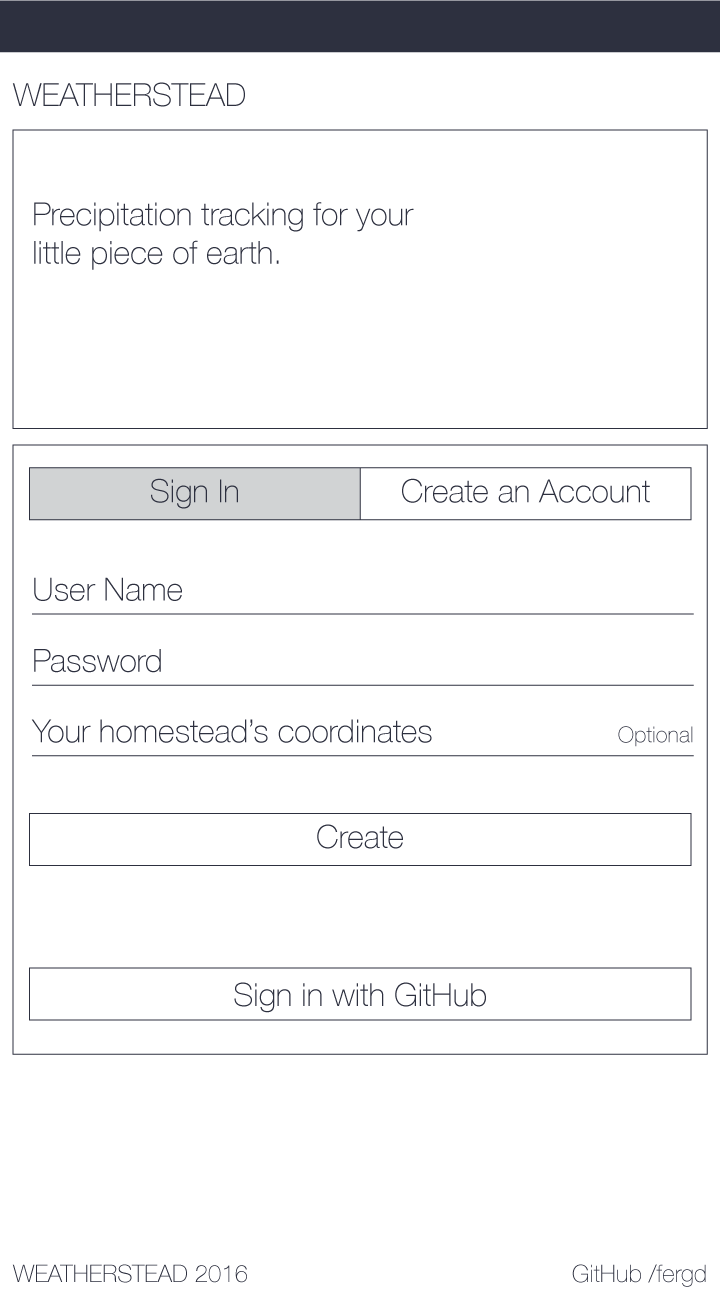 WEATHERSTEAD
Precipitation tracking for your
little piece of earth.
Sign In
Create an Account
User Name
Password
Your homestead’s coordinates
Optional
Create
Sign in with GitHub
WEATHERSTEAD 2016
GitHub /fergd